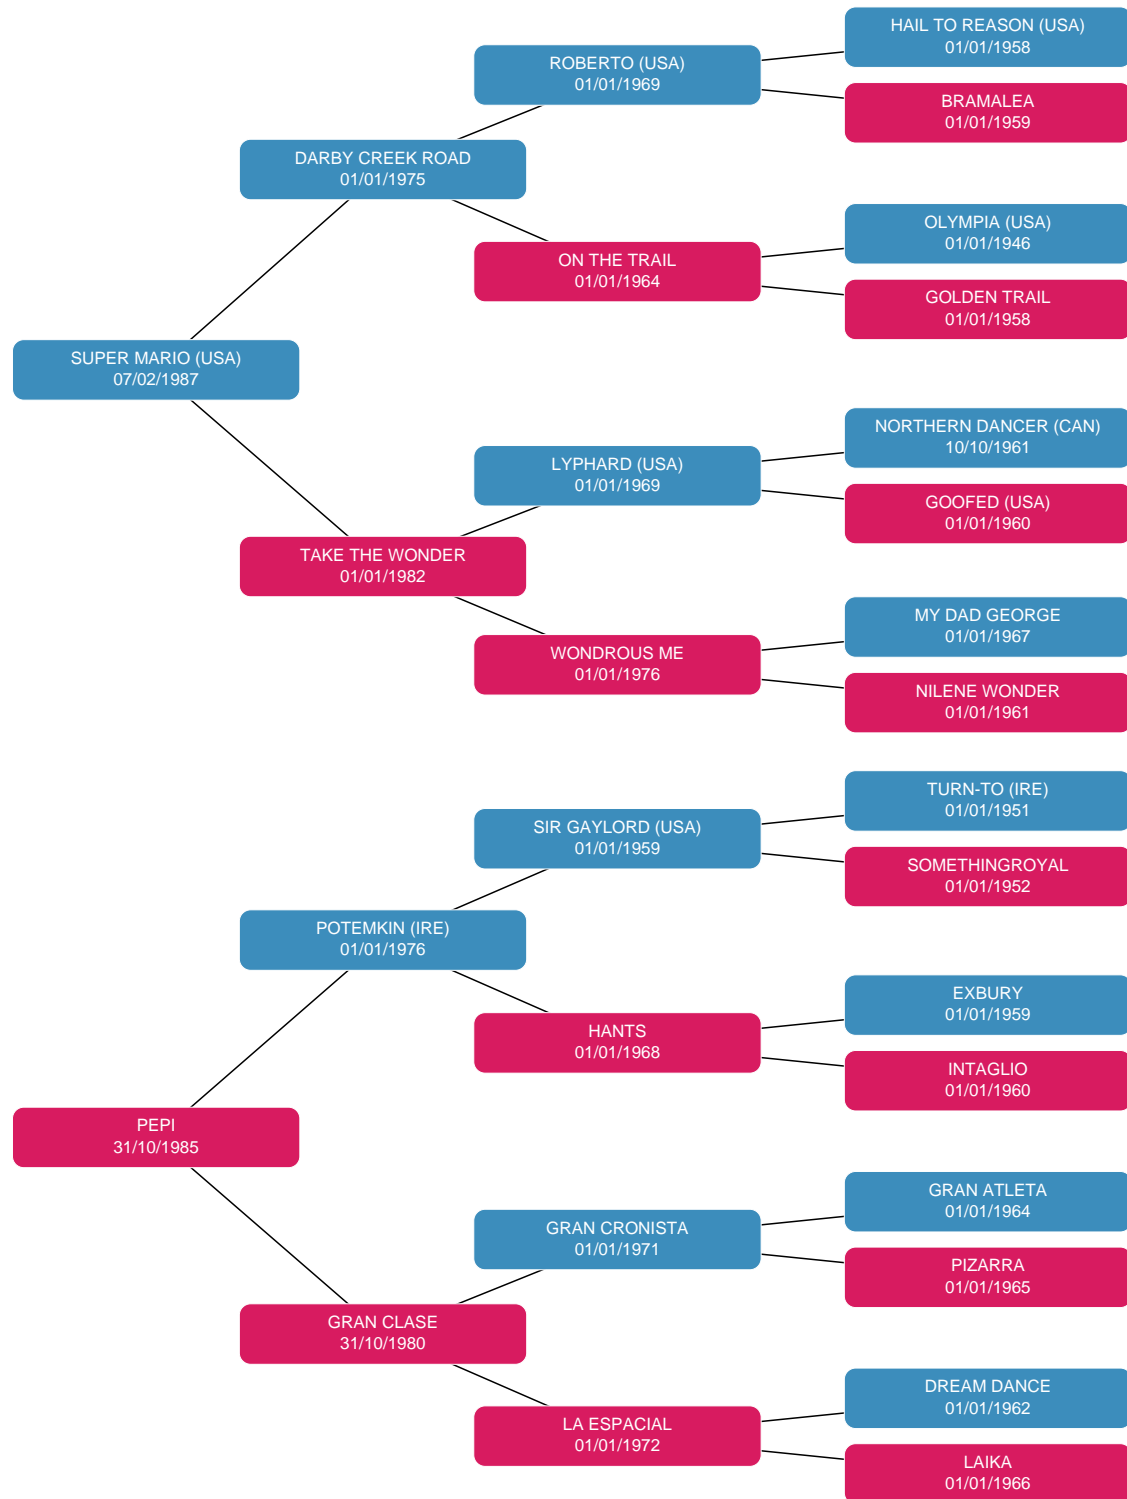 HAIL TO REASON (USA)
01/01/1958
ROBERTO (USA)
01/01/1969
BRAMALEA
01/01/1959
DARBY CREEK ROAD
01/01/1975
OLYMPIA (USA)
01/01/1946
ON THE TRAIL
01/01/1964
GOLDEN TRAIL
01/01/1958
SUPER MARIO (USA)
07/02/1987
NORTHERN DANCER (CAN)
10/10/1961
LYPHARD (USA)
01/01/1969
GOOFED (USA)
01/01/1960
TAKE THE WONDER
01/01/1982
MY DAD GEORGE
01/01/1967
WONDROUS ME
01/01/1976
NILENE WONDER
01/01/1961
TURN-TO (IRE)
01/01/1951
SIR GAYLORD (USA)
01/01/1959
SOMETHINGROYAL
01/01/1952
POTEMKIN (IRE)
01/01/1976
EXBURY
01/01/1959
HANTS
01/01/1968
INTAGLIO
01/01/1960
PEPI
31/10/1985
GRAN ATLETA
01/01/1964
GRAN CRONISTA
01/01/1971
PIZARRA
01/01/1965
GRAN CLASE
31/10/1980
DREAM DANCE
01/01/1962
LA ESPACIAL
01/01/1972
LAIKA
01/01/1966